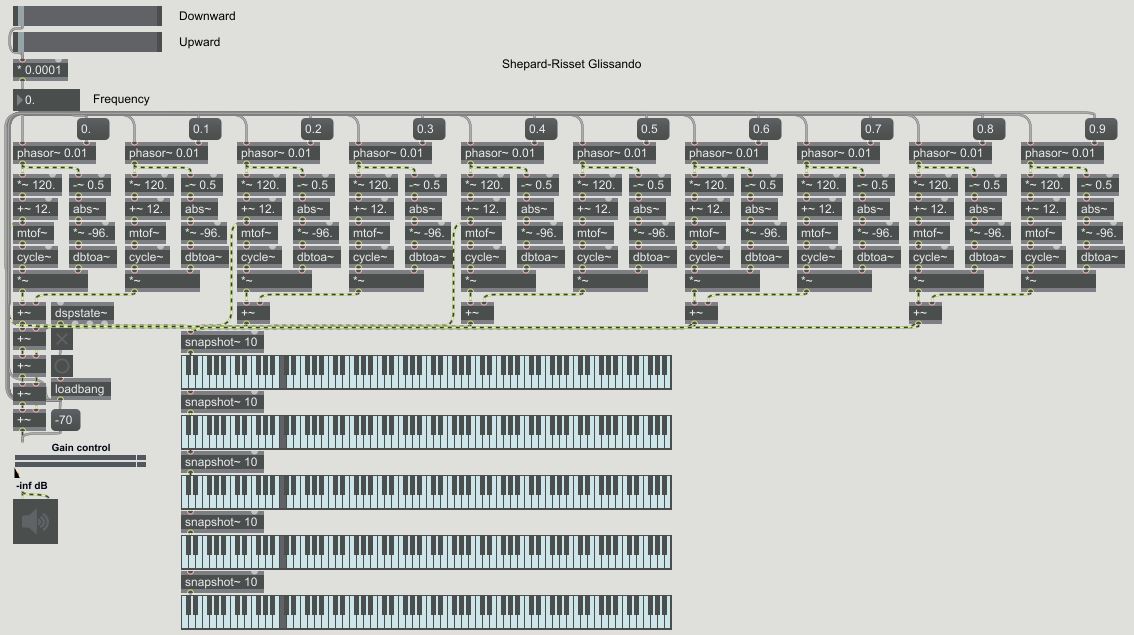 Downward
Upward
* 0.0001
Shepard-Risset Glissando
0.
Frequency
0. 0.1 0.2 0.3 0.4 0.5 0.6 0.7 0.8 0.9
phasor~ 0.01 phasor~ 0.01 phasor~ 0.01 phasor~ 0.01 phasor~ 0.01 phasor~ 0.01 phasor~ 0.01 phasor~ 0.01 phasor~ 0.01 phasor~ 0.01
*~ 120. -~ 0.5 *~ 120. -~ 0.5 *~ 120. -~ 0.5 *~ 120. -~ 0.5 *~ 120. -~ 0.5 *~ 120. -~ 0.5 *~ 120. -~ 0.5 *~ 120. -~ 0.5 *~ 120. -~ 0.5 *~ 120. -~ 0.5
+~ 12. abs~ +~ 12. abs~ +~ 12. abs~ +~ 12. abs~ +~ 12. abs~ +~ 12. abs~ +~ 12. abs~ +~ 12. abs~ +~ 12. abs~ +~ 12. abs~
mtof~ *~ -96. mtof~ *~ -96. mtof~ *~ -96. mtof~ *~ -96. mtof~ *~ -96. mtof~ *~ -96. mtof~ *~ -96. mtof~ *~ -96. mtof~ *~ -96. mtof~ *~ -96.
cycle~ dbtoa~ cycle~ dbtoa~ cycle~ dbtoa~ cycle~ dbtoa~ cycle~ dbtoa~ cycle~ dbtoa~ cycle~ dbtoa~ cycle~ dbtoa~ cycle~ dbtoa~ cycle~ dbtoa~
*~ *~ *~ *~ *~ *~ *~ *~ *~ *~
+~ dspstate~ +~ +~ +~ +~
+~
snapshot~ 10
+~
+~ loadbang
snapshot~ 10
+~ -70
Gain control
snapshot~ 10
-inf dB
snapshot~ 10
snapshot~ 10